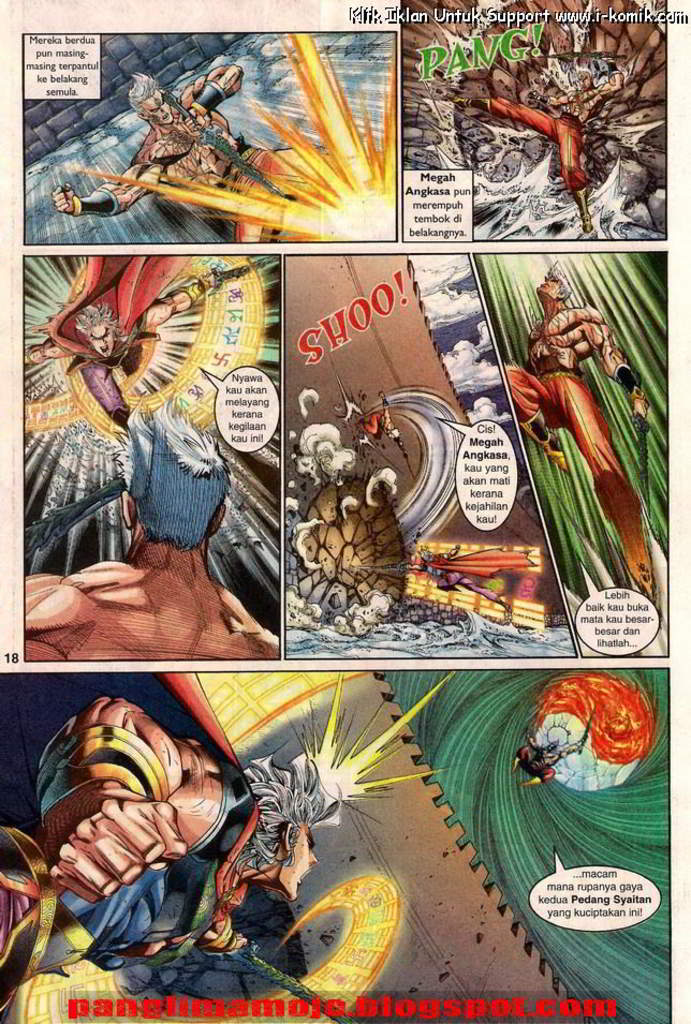 Klik Iklan Untuk Support www.i-komik.com
Mereka berdua
pun masing-
masing terpantul
ke belakang
semula.
PANG!
Megah
Angkasa pun
merempuh
tembok di
belakangnya.
Nyawa
kau akan
melayang
kerana
kegilaan
kau ini!
SHOO!
Cis!
Megah
Angkasa,
kau yang
akan mati
kerana
kejahilan
kau!
Lebih
baik kau buka
mata kau besar-
besar dan
lihatlah...
18
...macam
mana rupanya gaya
kedua Pedang Syaitan
yang kuciptakan ini!
panglimamoje.blogspot.com